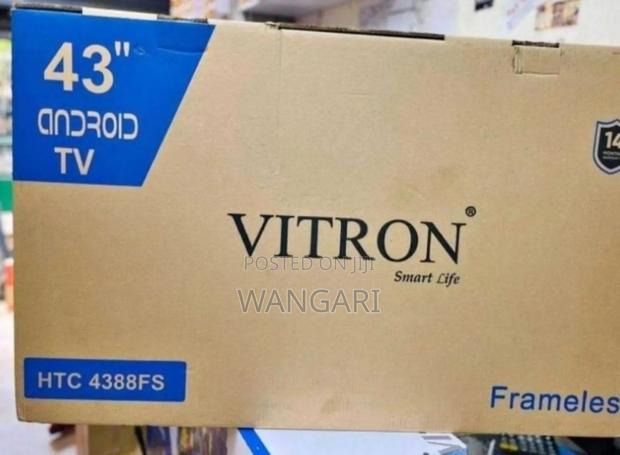 43"
ANDROID
TV
14
VITRON®
Smart Life
POSTED ON JIJI
WANGARI
HTC 4388FS
Frameles